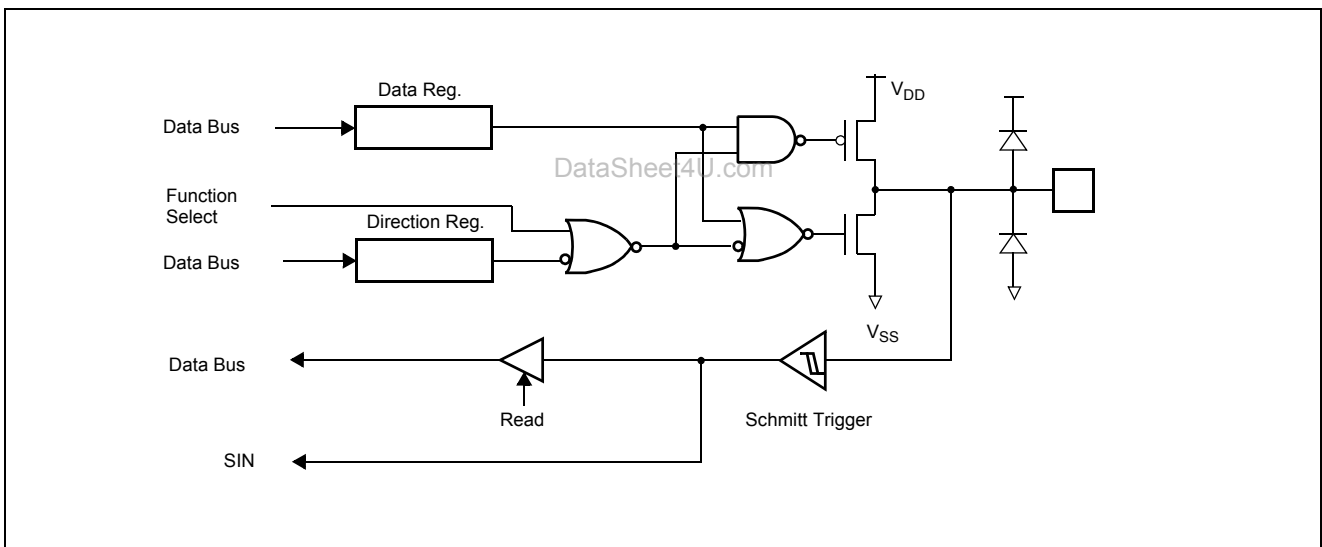 Data Reg.
V_DD
Data Bus
DataSheet4U.com
Function
Select
Direction Reg.
Data Bus
V_SS
Data Bus
Read
Schmitt Trigger
SIN